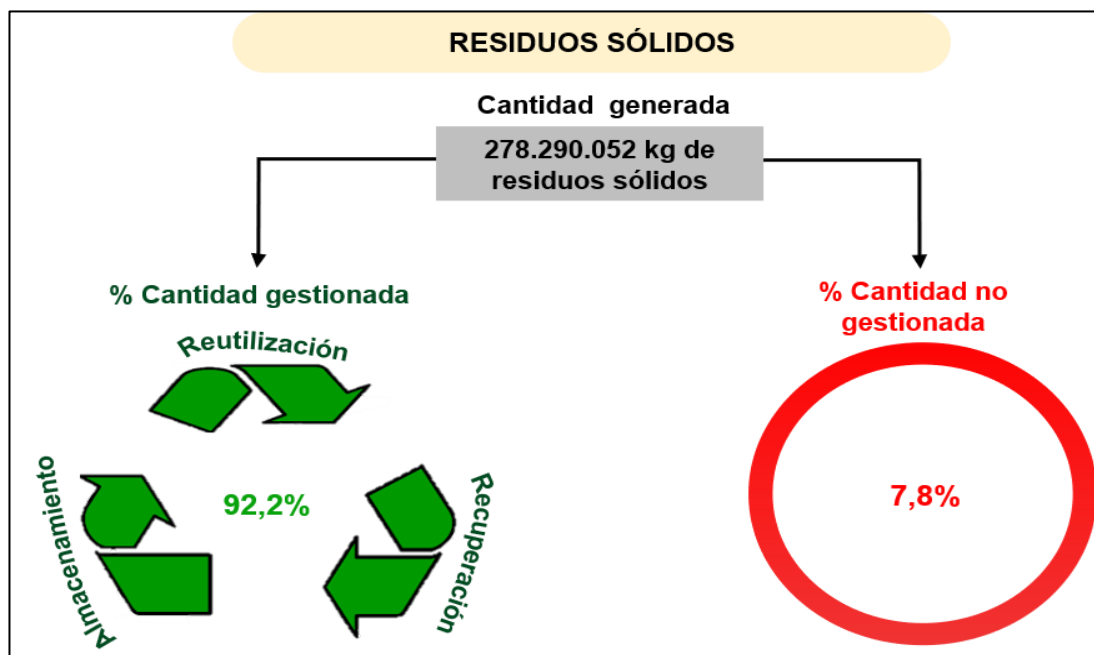 RESIDUOS SÓLIDOS
Cantidad generada
278.290.052 kg de
residuos sólidos
% Cantidad gestionada
Reutilización
Almacenamiento
92,2%
Recuperación
% Cantidad no
gestionada
7,8%